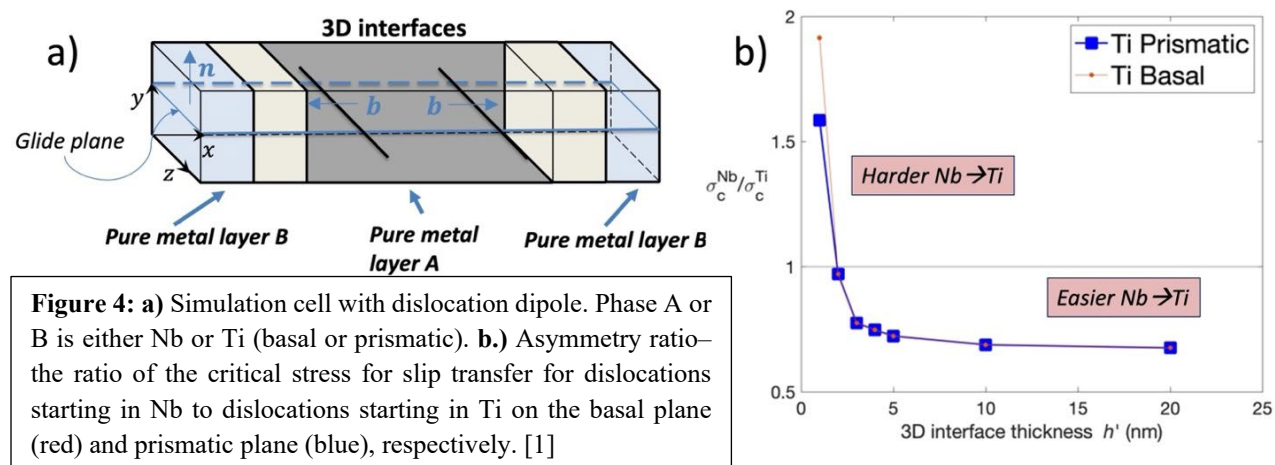 a)
3D interfaces
n
y
b
b
Glide plane
x
z
Pure metal layer B
Pure metal
layer A
Pure metal layer B
Figure 4: a) Simulation cell with dislocation dipole. Phase A or
B is either Nb or Ti (basal or prismatic). b.) Asymmetry ratio–
the ratio of the critical stress for slip transfer for dislocations
starting in Nb to dislocations starting in Ti on the basal plane
(red) and prismatic plane (blue), respectively. [1]
b)
2
Ti Prismatic
Ti Basal
1.5
σ_c^Nb/σ_c^Ti
Harder Nb→Ti
1
Easier Nb→Ti
0.5
0 5 10 15 20 25
3D interface thickness h' (nm)